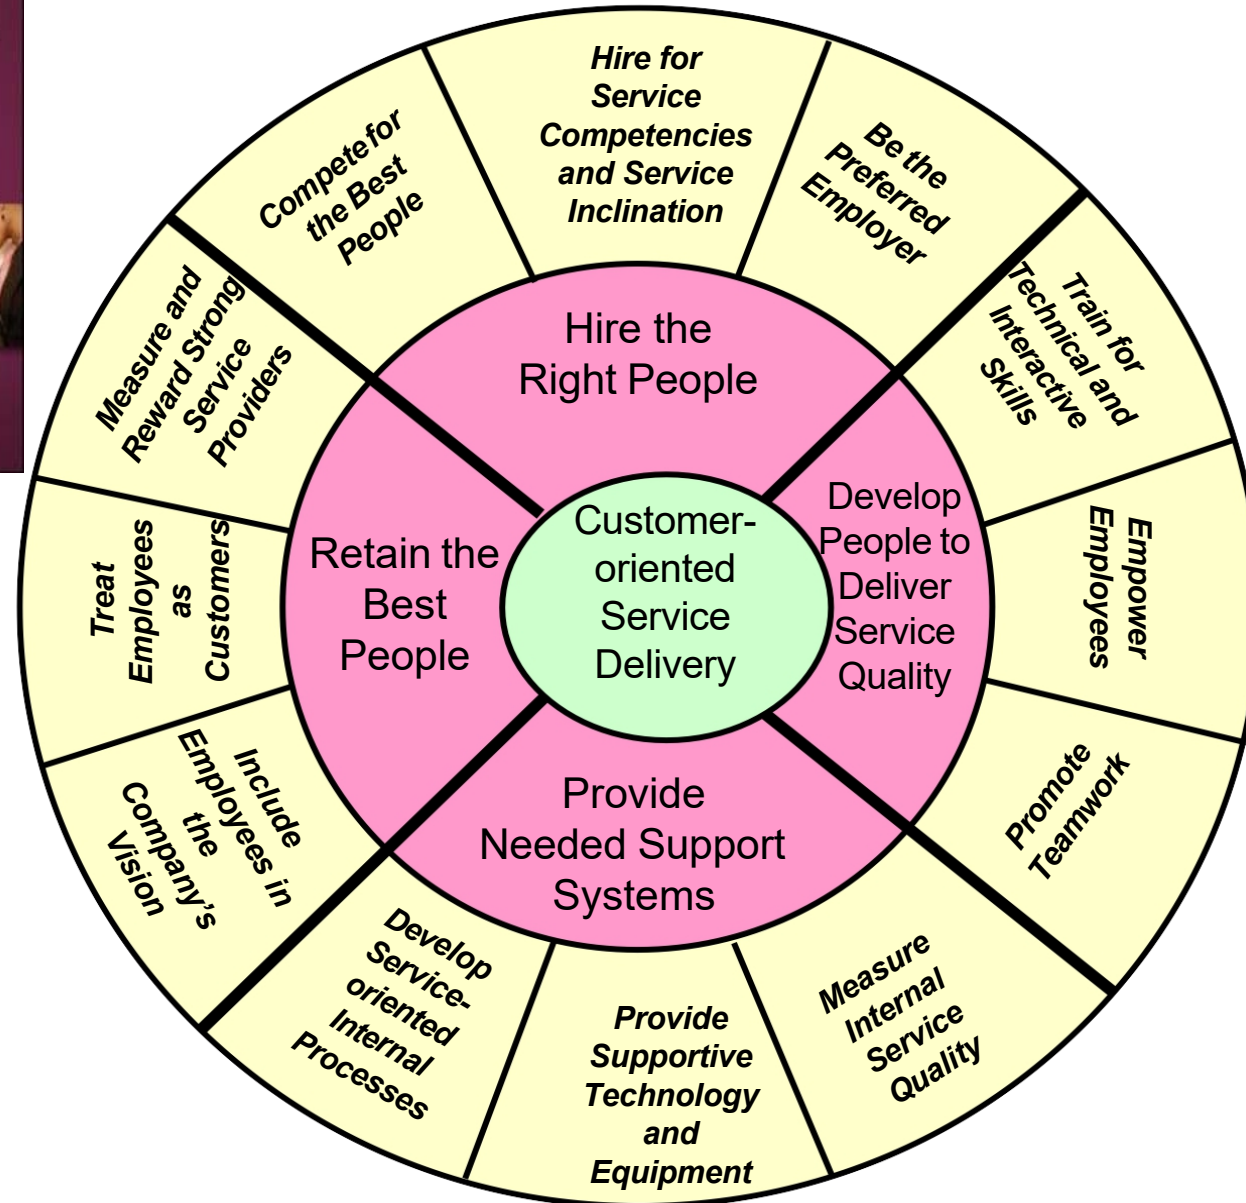 Hire for
Service
Competencies
and Service
Inclination
Be the
Preferred
Employer
Train for
Technical and
Interactive
Skills
Empower
Employees
Promote
Teamwork
Measure
Internal
Service
Quality
Provide
Supportive
Technology
and
Equipment
Develop
Service-
oriented
Internal
Processes
Include
Employees in
the
Company’s
Vision
Treat
Employees
as
Customers
Measure and
Reward Strong
Service
Providers
Compete for
the Best
People
Hire the
Right People
Develop
People to
Deliver
Service
Quality
Provide
Needed Support
Systems
Retain the
Best
People
Customer-
oriented
Service
Delivery